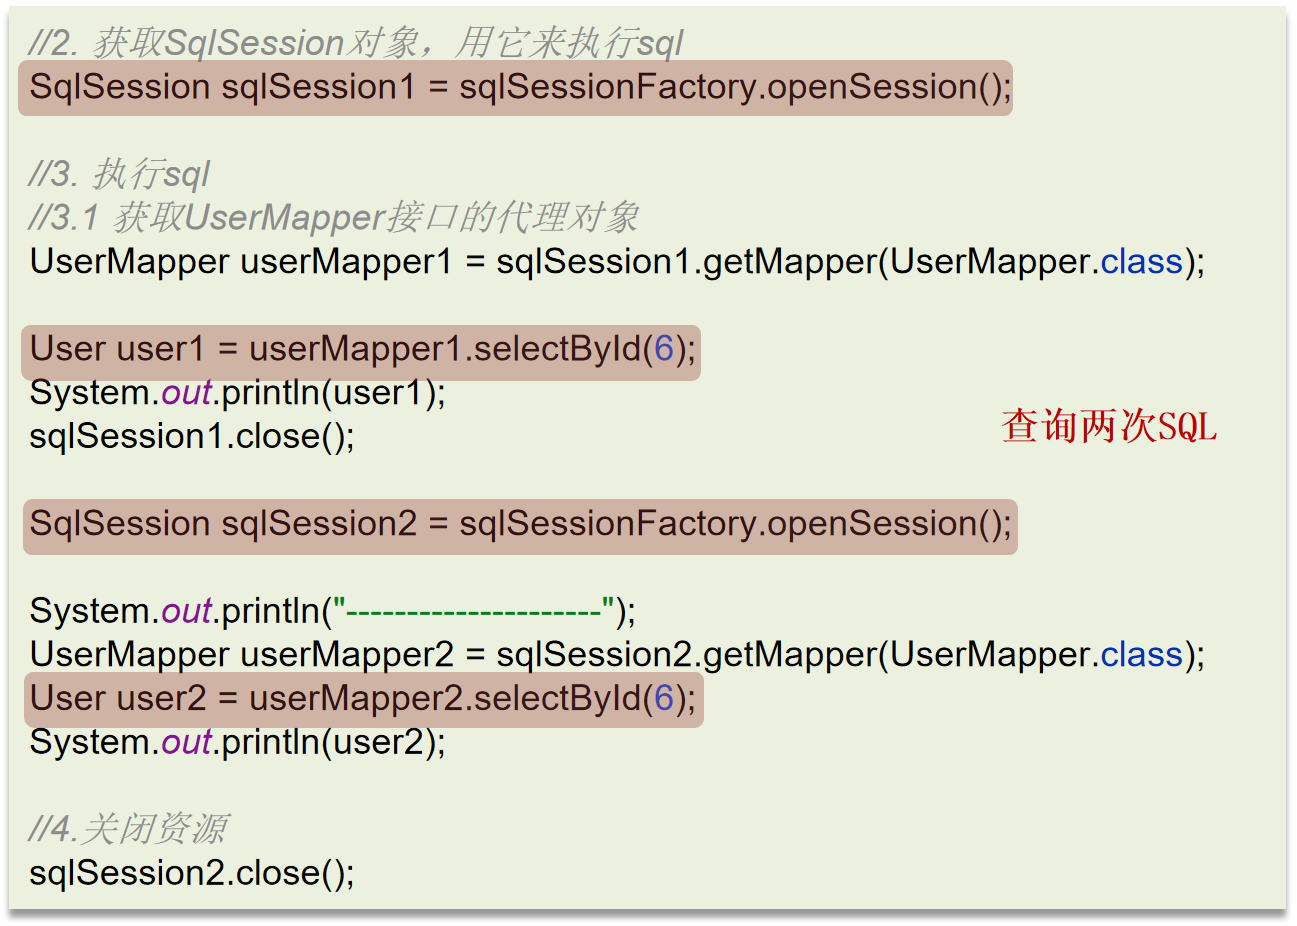 //2. 获取SqlSession对象，用它来执行sql
SqlSession sqlSession1 = sqlSessionFactory.openSession();
//3. 执行sql
//3.1 获取UserMapper接口的代理对象
UserMapper userMapper1 = sqlSession1.getMapper(UserMapper.class);
User user1 = userMapper1.selectById(6);
System.out.println(user1);
查询两次SQL
sqlSession1.close();
SqlSession sqlSession2 = sqlSessionFactory.openSession();
System.out.println("---------------------");
UserMapper userMapper2 = sqlSession2.getMapper(UserMapper.class);
User user2 = userMapper2.selectById(6);
System.out.println(user2);
//4.关闭资源
sqlSession2.close();